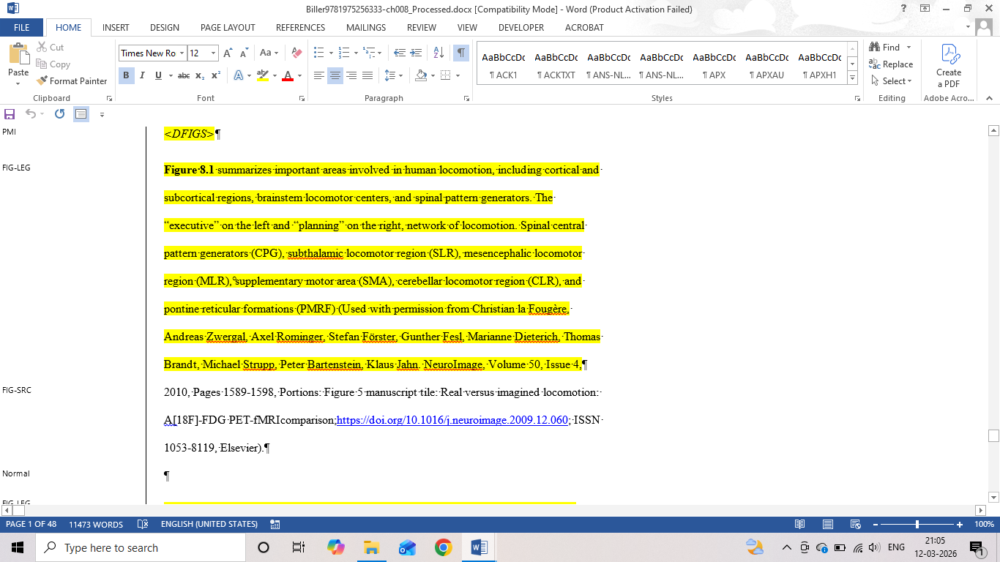 Biller9781975256333-ch008_Processed.docx [Compatibility Mode] - Word (Product Activation Failed)
FILE HOME INSERT DESIGN PAGE LAYOUT REFERENCES MAILINGS REVIEW VIEW DEVELOPER ACROBAT
Paste
Cut
Copy
Format Painter
Clipboard
Times New Ro 12
Font
Paragraph
AaBbCcDc AaBbCcDc AaBbCcDc AaBbCcDc AaBbCcDc AaBbCcDc AaBbCcDc
¶ ACK1 ¶ ACKTXT ¶ ANS-NL... ¶ ANS-NL... ¶ APX ¶ APXAU ¶ APXH1
Styles
Find
Replace
Select
Editing
Create
a PDF
Adobe Acro...
PMI <DFIGS>¶
FIG-LEG Figure 8.1 summarizes important areas involved in human locomotion, including cortical and
subcortical regions, brainstem locomotor centers, and spinal pattern generators. The
“executive” on the left and “planning” on the right, network of locomotion. Spinal central
pattern generators (CPG), subthalamic locomotor region (SLR), mesencephalic locomotor
region (MLR),°supplementary motor area (SMA), cerebellar locomotor region (CLR), and
pontine reticular formations (PMRF) (Used with permission from Christian la Fougère,
Andreas Zwergal, Axel Rominger, Stefan Förster, Gunther Fesl, Marianne Dieterich, Thomas
Brandt, Michael Strupp, Peter Bartenstein, Klaus Jahn. NeuroImage, Volume 50, Issue 4,¶
FIG-SRC 2010, Pages 1589-1598, Portions: Figure 5 manuscript tile: Real versus imagined locomotion:
A[18F]-FDG PET-fMRIcomparison;https://doi.org/10.1016/j.neuroimage.2009.12.060; ISSN
1053-8119, Elsevier).¶
Normal ¶
FIG-LEG
PAGE 1 OF 48 11473 WORDS ENGLISH (UNITED STATES) 100%
Type here to search
ENG
21:05
12-03-2026
1